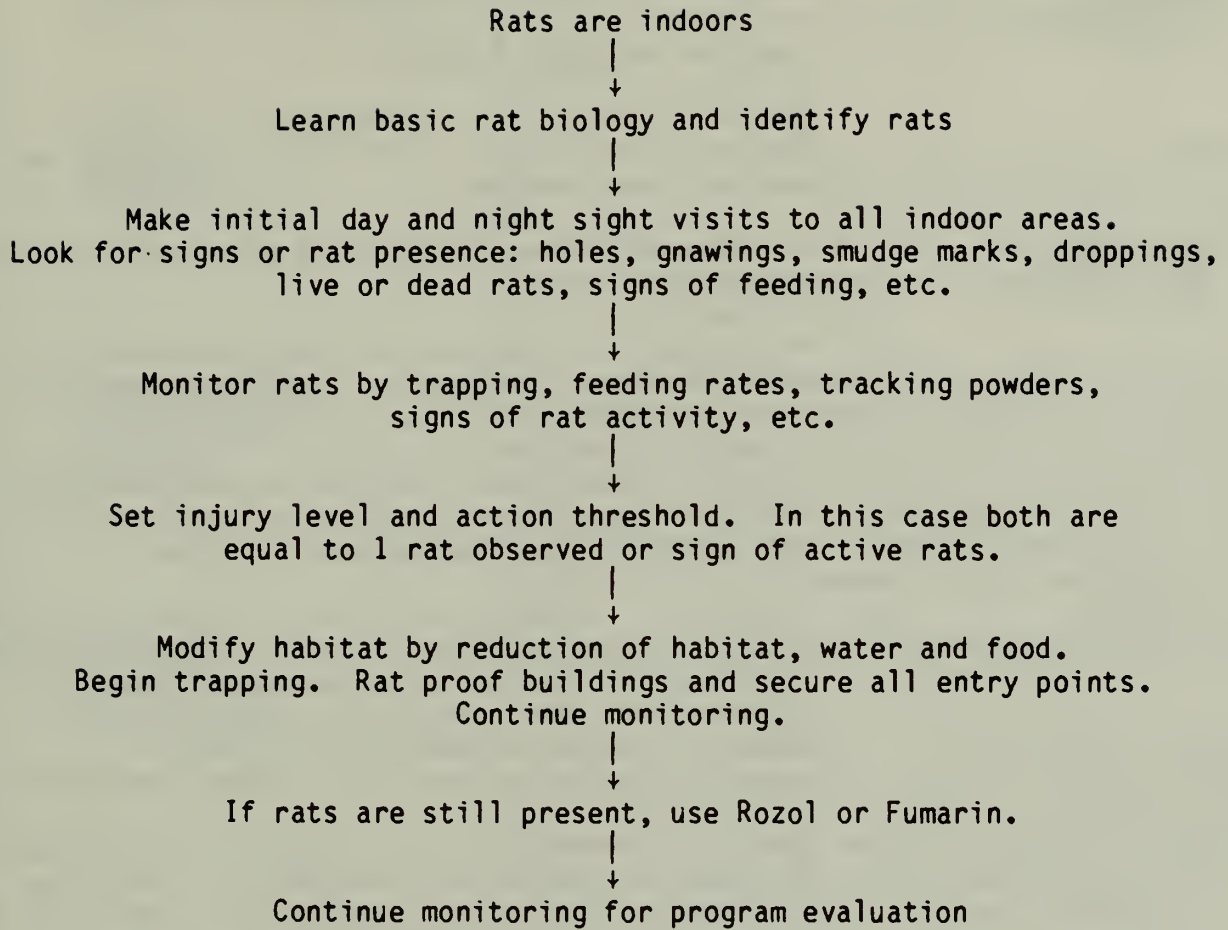 Rats are indoors
Learn basic rat biology and identify rats
Make initial day and night sight visits to all indoor areas.
Look for signs or rat presence: holes, gnawings, smudge marks, droppings,
live or dead rats, signs of feeding, etc.
Monitor rats by trapping, feeding rates, tracking powders,
signs of rat activity, etc.
Set injury level and action threshold. In this case both are
equal to 1 rat observed or sign of active rats.
Modify habitat by reduction of habitat, water and food.
Begin trapping. Rat proof buildings and secure all entry points.
Continue monitoring.
If rats are still present, use Rozol or Fumarin.
Continue monitoring for program evaluation